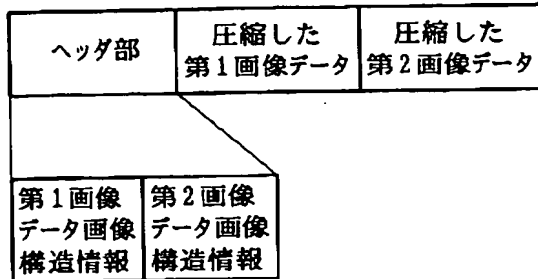 ヘッダ部
圧縮した
第1画像データ
圧縮した
第2画像データ
第1画像
データ画像
構造情報
第2画像
データ画像
構造情報